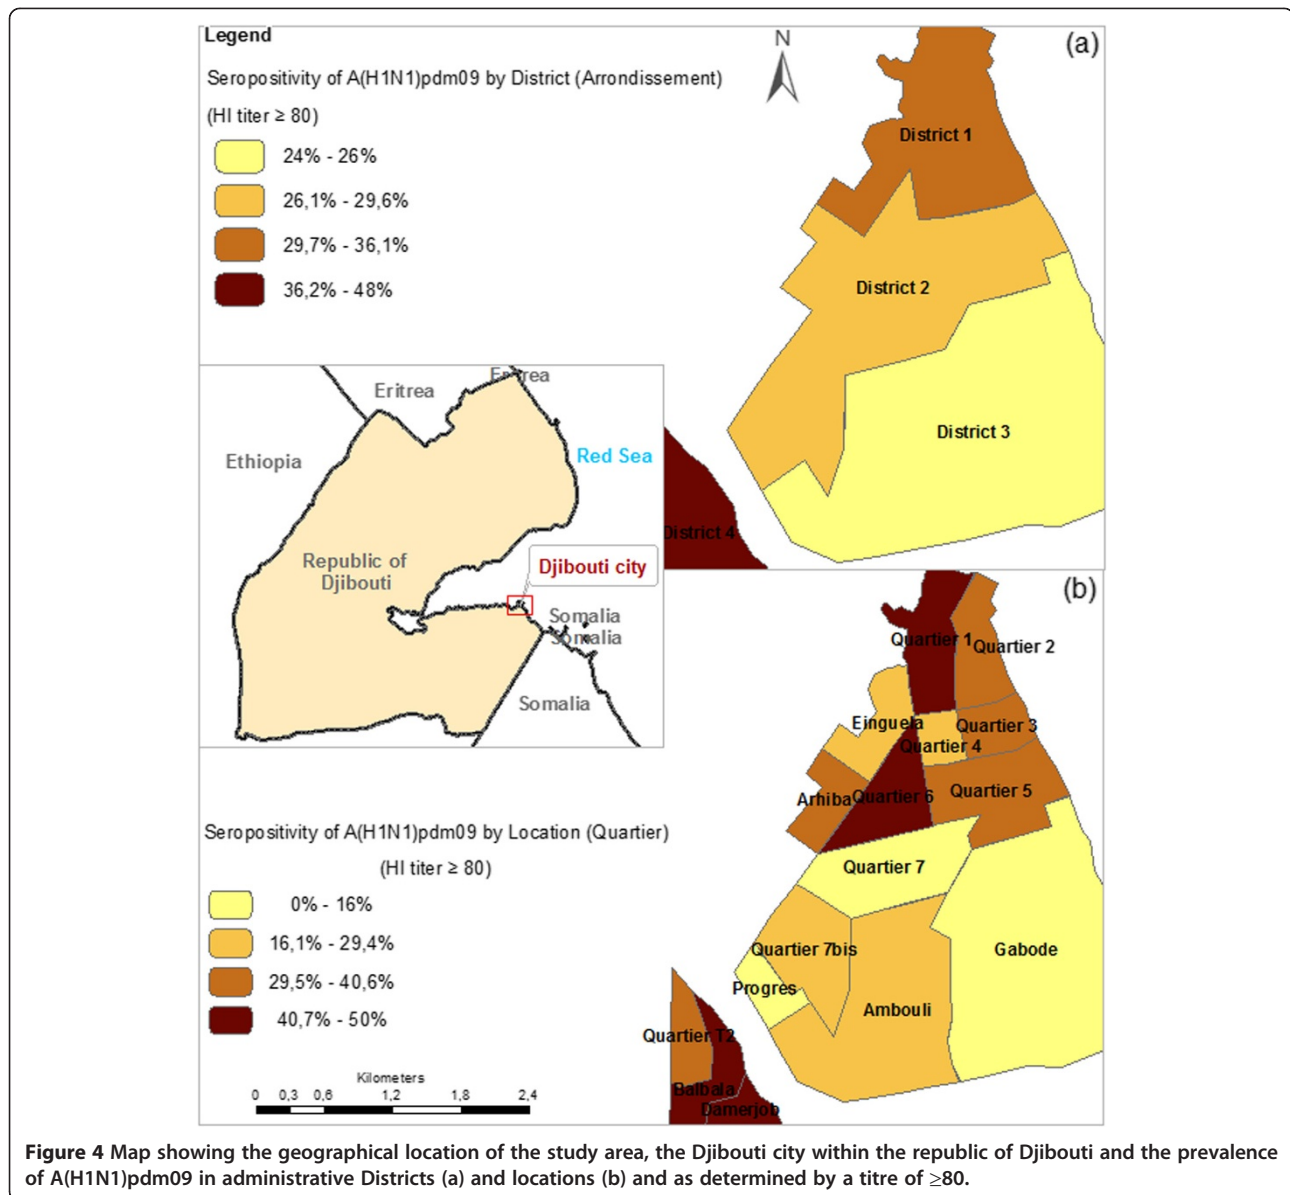 Legend
Seropositivity of A(H1N1)pdm09 by District (Arrondissement)
(HI titer ≥ 80)
24% - 26%
26,1% - 29,6%
29,7% - 36,1%
36,2% - 48%
N
(a)
District 1
District 2
District 3
District 4
Eritrea
Eritrea
Ethiopia
Red Sea
Republic of
Djibouti
Djibouti city
Somalia
Somalia
Somalia
(b)
Quartier 1
Quartier 2
Einguela
Quartier 3
Quartier 4
Arhiba
Quartier 6
Quartier 5
Quartier 7
Quartier 7bis
Gabode
Progres
Ambouli
Quartier T2
Balbala
Damerjob
Seropositivity of A(H1N1)pdm09 by Location (Quartier)
(HI titer ≥ 80)
0% - 16%
16,1% - 29,4%
29,5% - 40,6%
40,7% - 50%
Kilometers
0 0,3 0,6 1,2 1,8 2,4
Figure 4 Map showing the geographical location of the study area, the Djibouti city within the republic of Djibouti and the prevalence
of A(H1N1)pdm09 in administrative Districts (a) and locations (b) and as determined by a titre of ≥80.